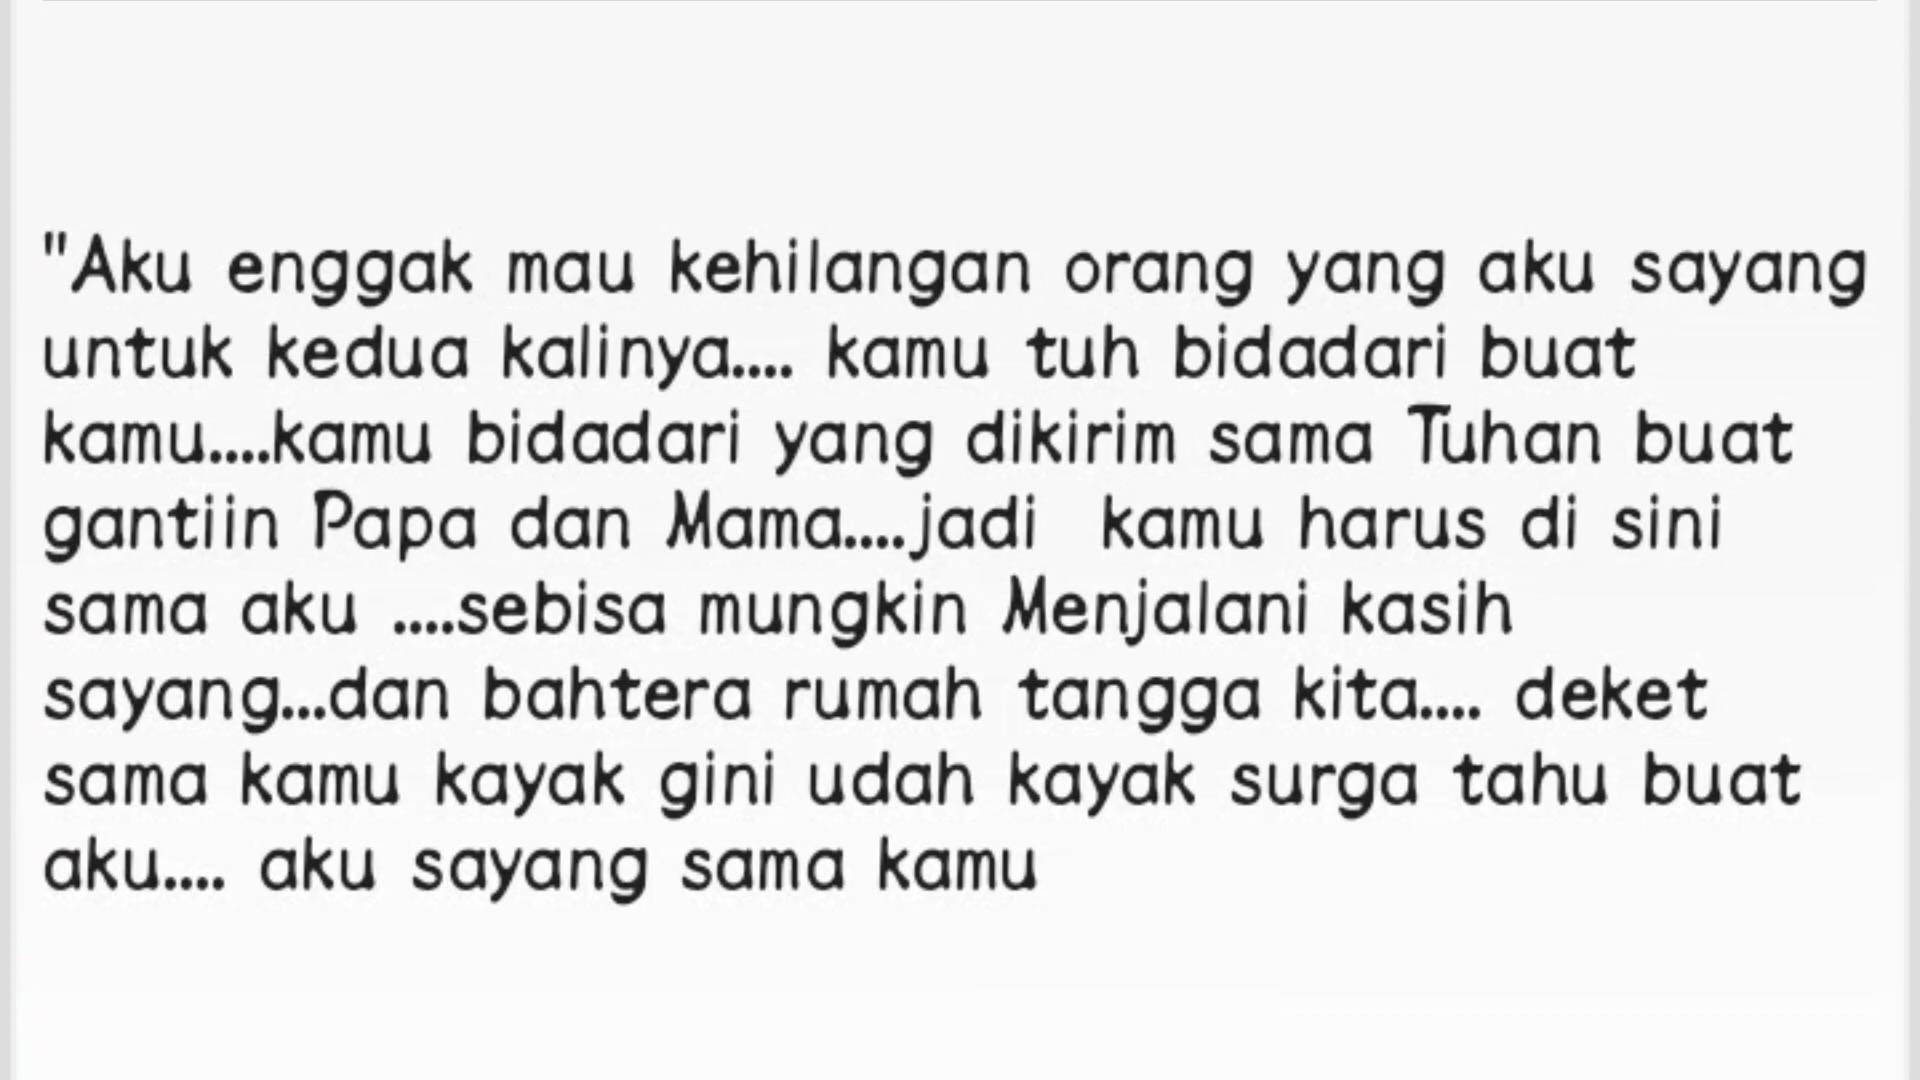 "Aku enggak mau kehilangan orang yang aku sayang
untuk kedua kalinya.... kamu tuh bidadari buat
kamu....kamu bidadari yang dikirim sama Tuhan buat
gantiin Papa dan Mama....jadi  kamu harus di sini
sama aku ....sebisa mungkin Menjalani kasih
sayang...dan bahtera rumah tangga kita.... deket
sama kamu kayak gini udah kayak surga tahu buat
aku.... aku sayang sama kamu